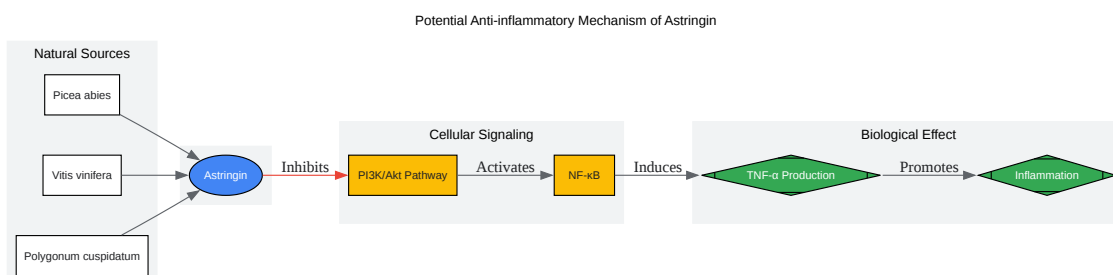 Potential Anti-inflammatory Mechanism of Astringin
Natural Sources
Picea abies
Vitis vinifera
Polygonum cuspidatum
Astringin
Inhibits
Cellular Signaling
PI3K/Akt Pathway
Activates
NF-κB
Induces
Biological Effect
TNF-α Production
Promotes
Inflammation